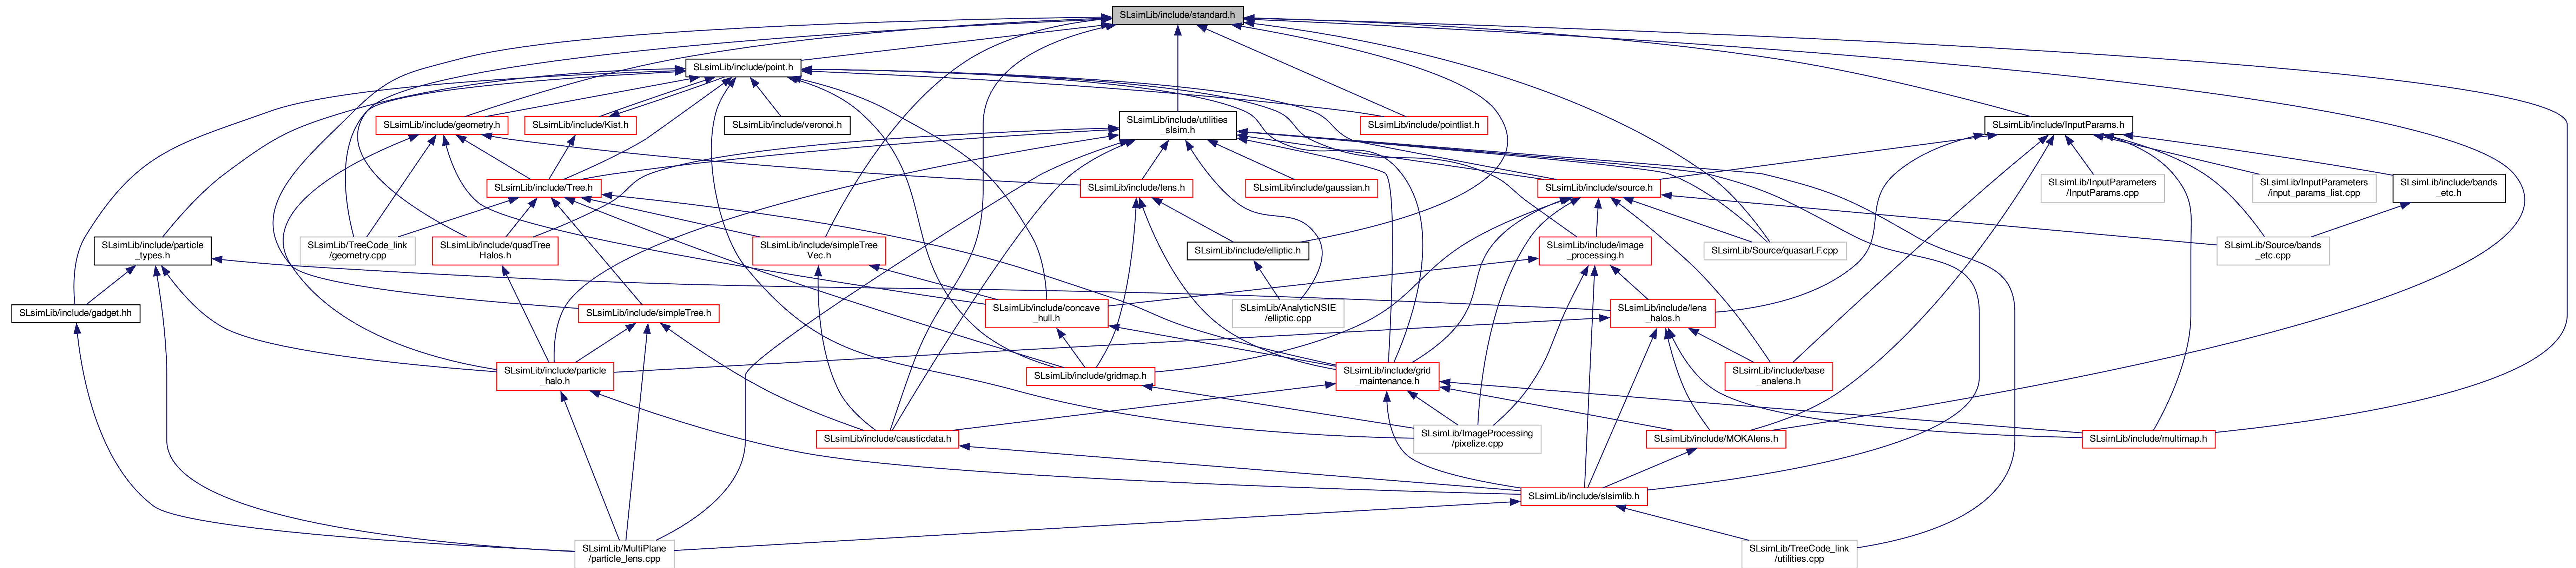 SLsimLib/include/standard.h
SLsimLib/include/point.h
SLsimLib/include/geometry.h
SLsimLib/include/Kist.h
SLsimLib/include/veronoi.h
SLsimLib/include/utilities
_slsim.h
SLsimLib/include/pointlist.h
SLsimLib/include/InputParams.h
SLsimLib/include/Tree.h
SLsimLib/include/lens.h
SLsimLib/include/gaussian.h
SLsimLib/include/source.h
SLsimLib/InputParameters
/InputParams.cpp
SLsimLib/InputParameters
/input_params_list.cpp
SLsimLib/include/bands
_etc.h
SLsimLib/include/particle
_types.h
SLsimLib/TreeCode_link
/geometry.cpp
SLsimLib/include/quadTree
Halos.h
SLsimLib/include/simpleTree
Vec.h
SLsimLib/include/elliptic.h
SLsimLib/include/image
_processing.h
SLsimLib/Source/quasarLF.cpp
SLsimLib/Source/bands
_etc.cpp
SLsimLib/include/gadget.hh
SLsimLib/include/simpleTree.h
SLsimLib/include/concave
_hull.h
SLsimLib/AnalyticNSIE
/elliptic.cpp
SLsimLib/include/lens
_halos.h
SLsimLib/include/particle
_halo.h
SLsimLib/include/gridmap.h
SLsimLib/include/grid
_maintenance.h
SLsimLib/include/base
_analens.h
SLsimLib/include/causticdata.h
SLsimLib/ImageProcessing
/pixelize.cpp
SLsimLib/include/MOKAlens.h
SLsimLib/include/multimap.h
SLsimLib/include/slsimlib.h
SLsimLib/MultiPlane
/particle_lens.cpp
SLsimLib/TreeCode_link
/utilities.cpp